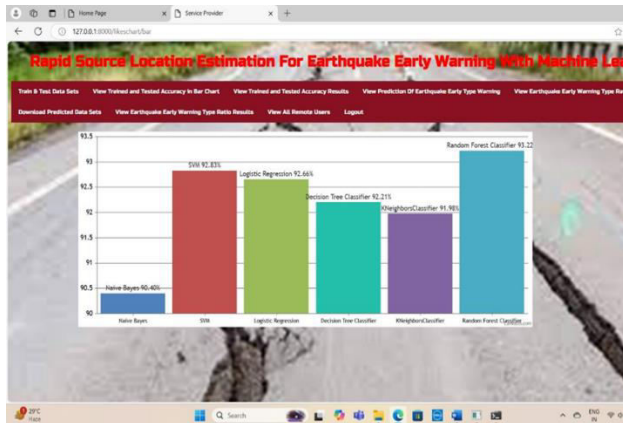 Home Page
Service Provider
127.0.0.1:8000/likeschart/bar
Rapid Source Location Estimation For Earthquake Early Warning With Machine Lea
Train & Test Data Sets View Trained and Tested Accuracy in Bar Chart View Trained and Tested Accuracy Results View Prediction Of Earthquake Early Type Warning View Earthquake Early Warning Type Ra
Download Predicted Data Sets View Earthquake Early Warning Type Ratio Results View All Remote Users Logout
93.5
Random Forest Classifier 93.22
93
SVM 92.83%
Logistic Regression 92.66%
92.5
Decision Tree Classifier 92.21%
92
KNeighborsClassifier 91.98%
91.5
91
90.5
Naive Bayes 90.40%
90
Naive Bayes SVM Logistic Regression Decision Tree Classifier KNeighborsClassifier Random Forest Classifier
29°C
Haze
Search
ENG
IN